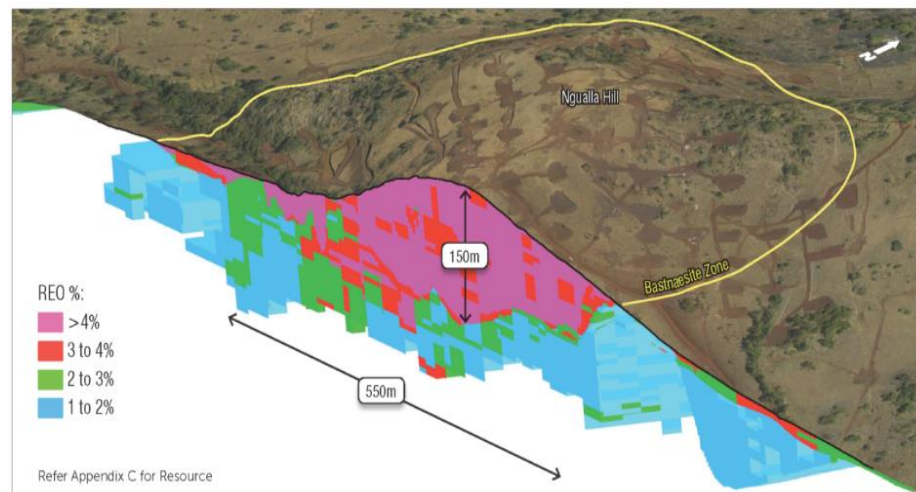 N
Ngualla Hill
150m
Bastnaesite Zone
REO %:
>4%
3 to 4%
2 to 3%
1 to 2%
550m
Refer Appendix C for Resource